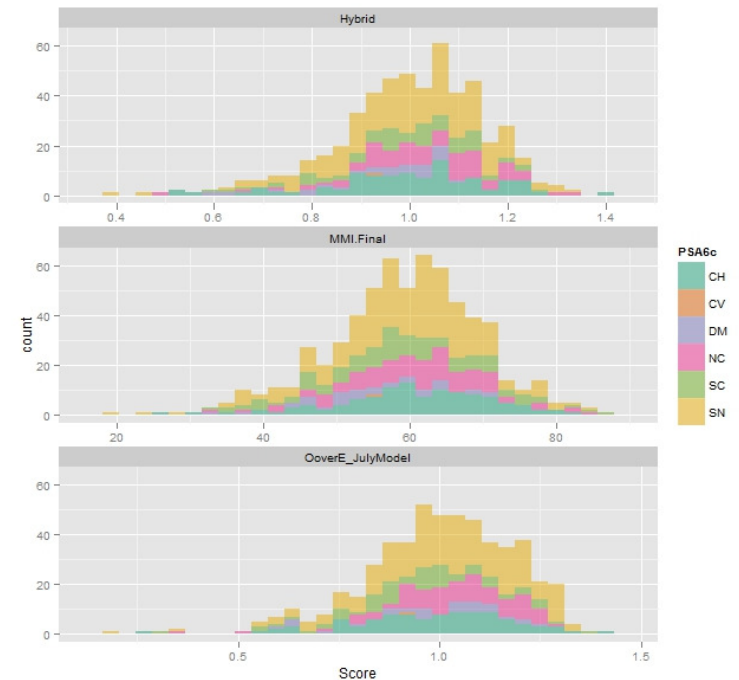 Hybrid
60
40
20
0
0.4 0.6 0.8 1.0 1.2 1.4
MMI.Final
60
40
20
0
20 40 60 80
OoverE_JulyModel
60
40
20
0
0.5 1.0 1.5
count
Score
PSA6c
CH
CV
DM
NC
SC
SN